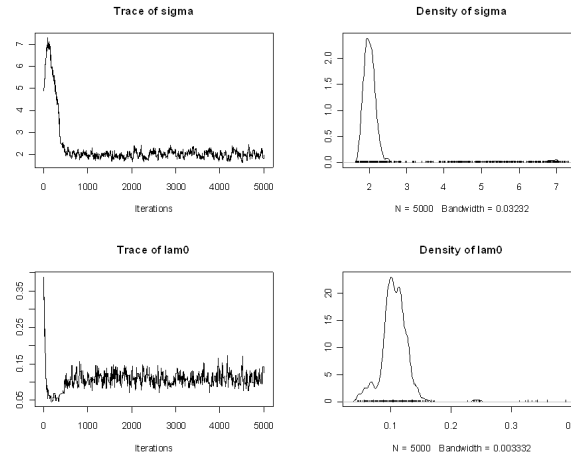 Trace of sigma
7
6
5
4
3
2
0 1000 2000 3000 4000 5000
Iterations
Density of sigma
2.0
1.5
1.0
0.5
0.0
2 3 4 5 6 7
N = 5000 Bandwidth = 0.03232
Trace of lam0
0.35
0.25
0.15
0.05
0 1000 2000 3000 4000 5000
Iterations
Density of lam0
20
15
10
5
0
0.1 0.2 0.3
N = 5000 Bandwidth = 0.003332